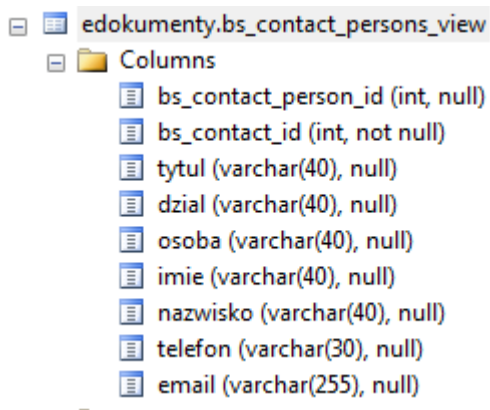 edokumenty.bs_contact_persons_view
Columns
bs_contact_person_id (int, null)
bs_contact_id (int, not null)
tytul (varchar(40), null)
dzial (varchar(40), null)
osoba (varchar(40), null)
imie (varchar(40), null)
nazwisko (varchar(40), null)
telefon (varchar(30), null)
email (varchar(255), null)